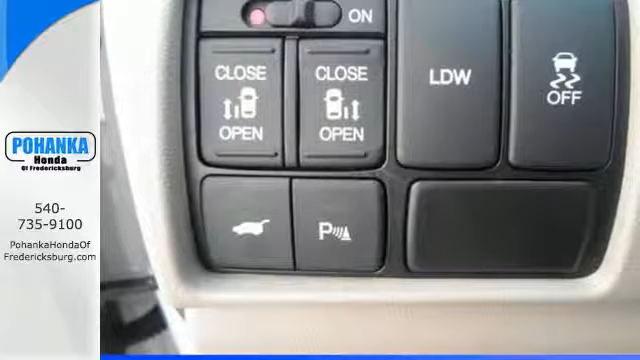 ON
CLOSE
OPEN
CLOSE
OPEN
LDW
OFF
P
POHANKA
Honda
Of Fredericksburg
540-
735-9100
PohankaHondaOf
Fredericksburg.com